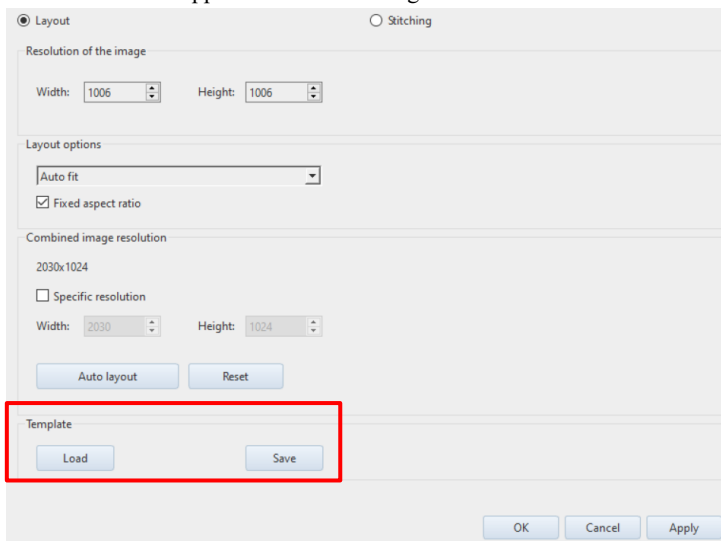 Layout Stitching
Resolution of the image
Width: 1006 Height: 1006
Layout options
Auto fit
Fixed aspect ratio
Combined image resolution
2030x1024
Specific resolution
Width: 2030 Height: 1024
Auto layout Reset
Template
Load Save
OK Cancel Apply